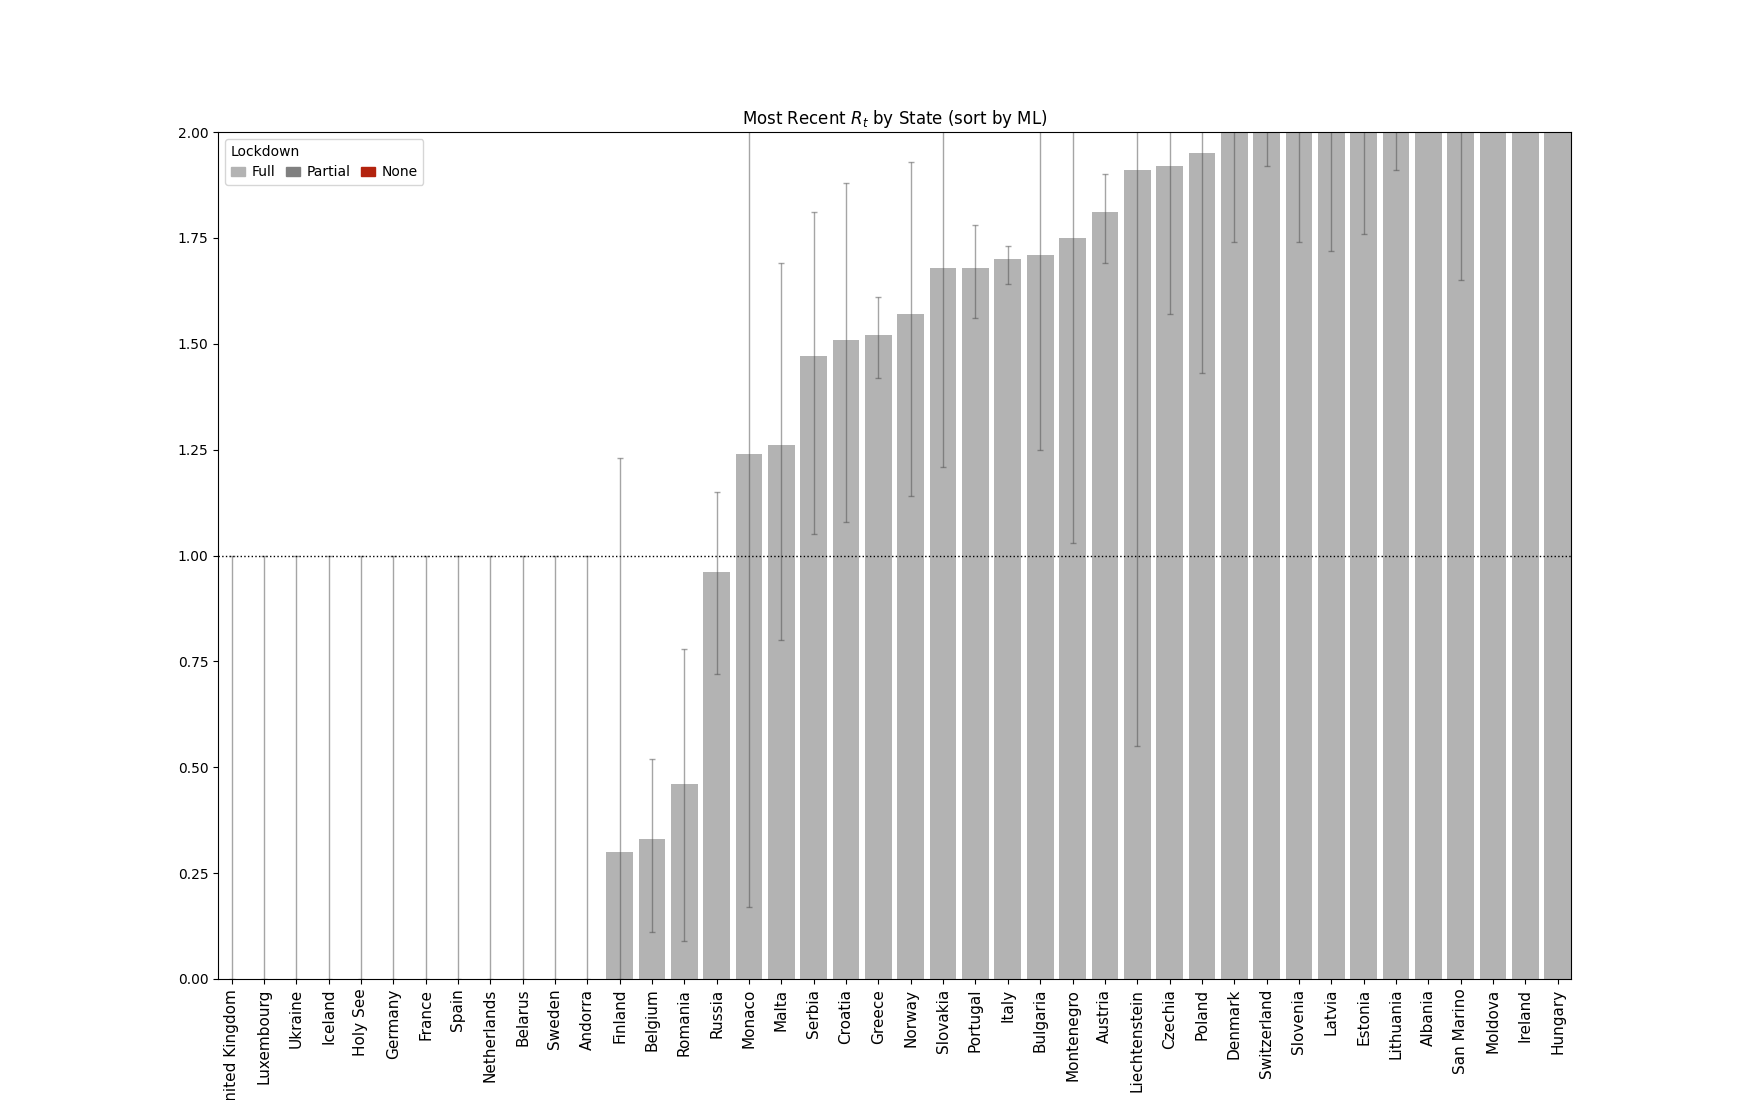 Most Recent R_t by State (sort by ML)
Lockdown
Full Partial None
2.00
1.75
1.50
1.25
1.00
0.75
0.50
0.25
0.00
nited Kingdom
Luxembourg
Ukraine
Iceland
Holy See
Germany
France
Spain
Netherlands
Belarus
Sweden
Andorra
Finland
Belgium
Romania
Russia
Monaco
Malta
Serbia
Croatia
Greece
Norway
Slovakia
Portugal
Italy
Bulgaria
Montenegro
Austria
Liechtenstein
Czechia
Poland
Denmark
Switzerland
Slovenia
Latvia
Estonia
Lithuania
Albania
San Marino
Moldova
Ireland
Hungary